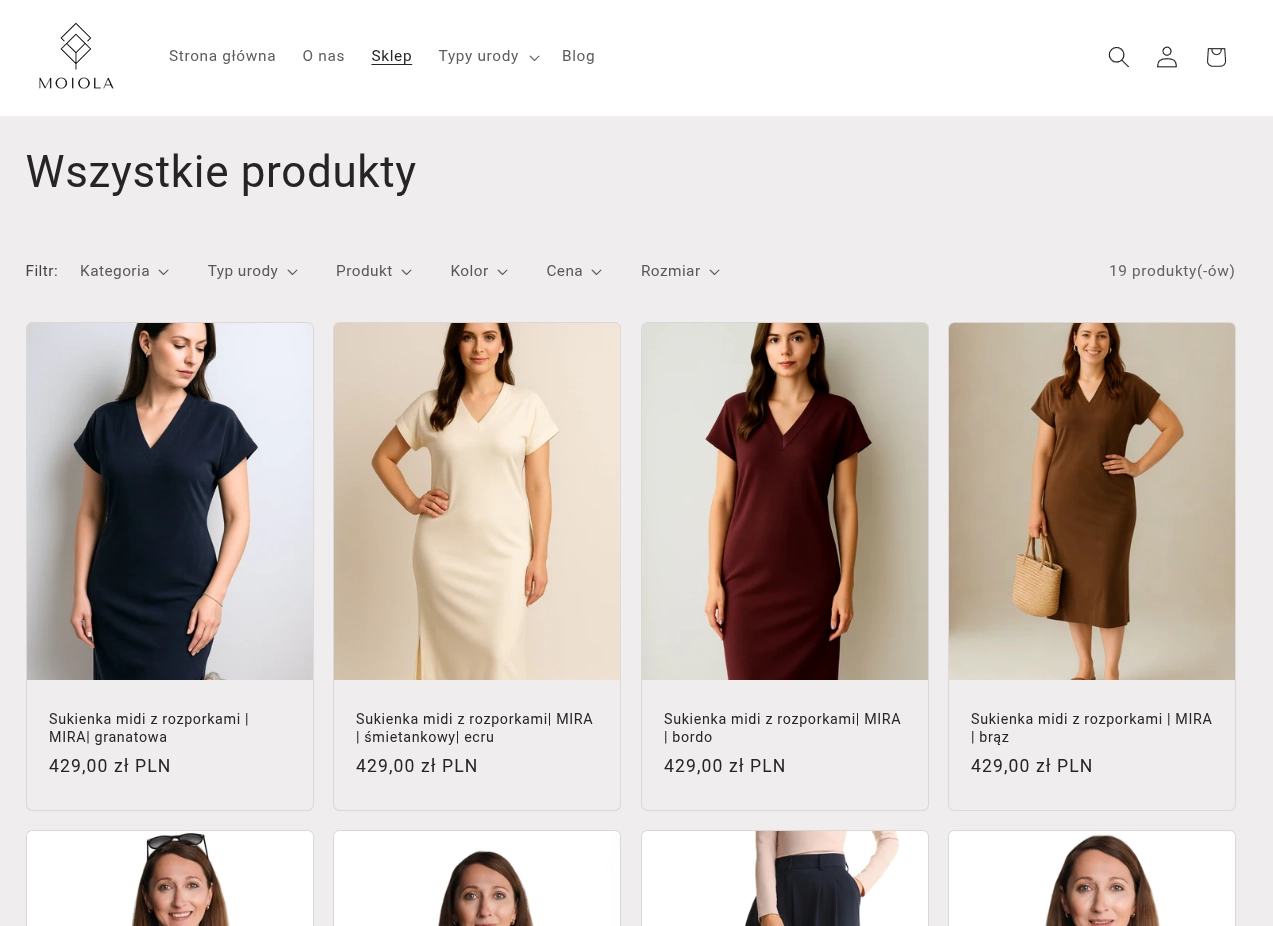 MOIOLA
Strona główna
O nas
Sklep
Typy urody
Blog
Wszystkie produkty
Filtr:
Kategoria
Typ urody
Produkt
Kolor
Cena
Rozmiar
19 produkty(-ów)
Sukienka midi z rozporkami |
MIRA| granatowa
429,00 zł PLN
Sukienka midi z rozporkami| MIRA
| śmietankowy| ecru
429,00 zł PLN
Sukienka midi z rozporkami| MIRA
| bordo
429,00 zł PLN
Sukienka midi z rozporkami | MIRA
| brąz
429,00 zł PLN